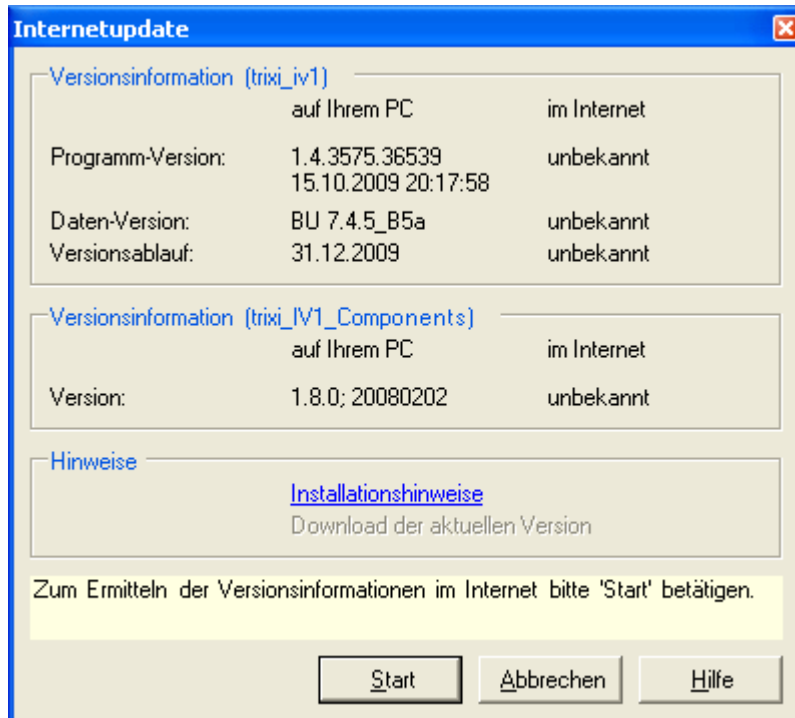 Internetupdate
Versionsinformation (trixi_iv1)
auf Ihrem PC im Internet
Programm-Version: 1.4.3575.36539 unbekannt
15.10.2009 20:17:58
Daten-Version: BU 7.4.5_B5a unbekannt
Versionsablauf: 31.12.2009 unbekannt
Versionsinformation (trixi_IV1_Components)
auf Ihrem PC im Internet
Version: 1.8.0; 20080202 unbekannt
Hinweise
Installationshinweise
Download der aktuellen Version
Zum Ermitteln der Versionsinformationen im Internet bitte 'Start' betätigen.
Start Abbrechen Hilfe